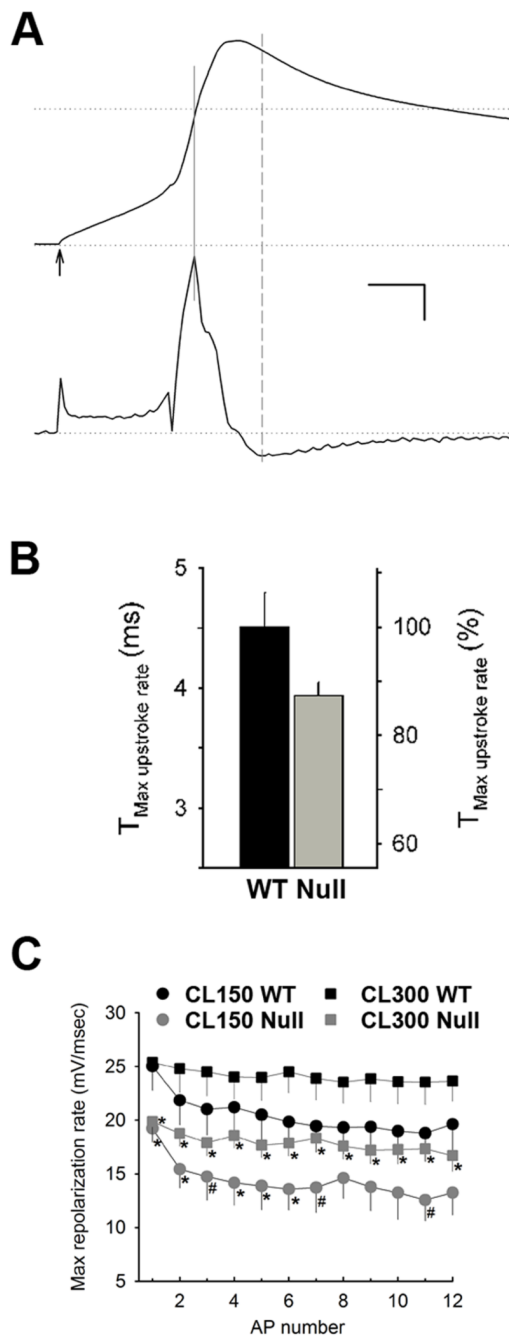 A
B
5
4
3
T Max upstroke rate (ms)
100
80
60
T Max upstroke rate (%)
WT Null
C
CL150 WT CL300 WT
CL150 Null CL300 Null
30
25
20
15
10
5
Max repolarization rate (mV/msec)
* * * * * * * * * * * *
* * # * * * # #
2 4 6 8 10 12
AP number